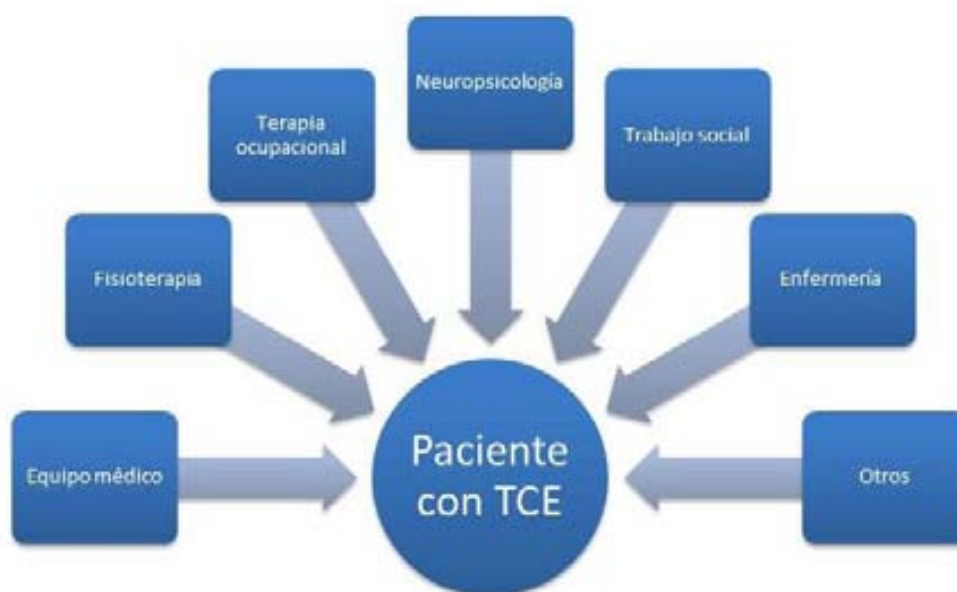 Neuropsicología
Terapia
ocupacional
Trabajo social
Fisioterapia
Enfermería
Equipo médico
Paciente
con TCE
Otros